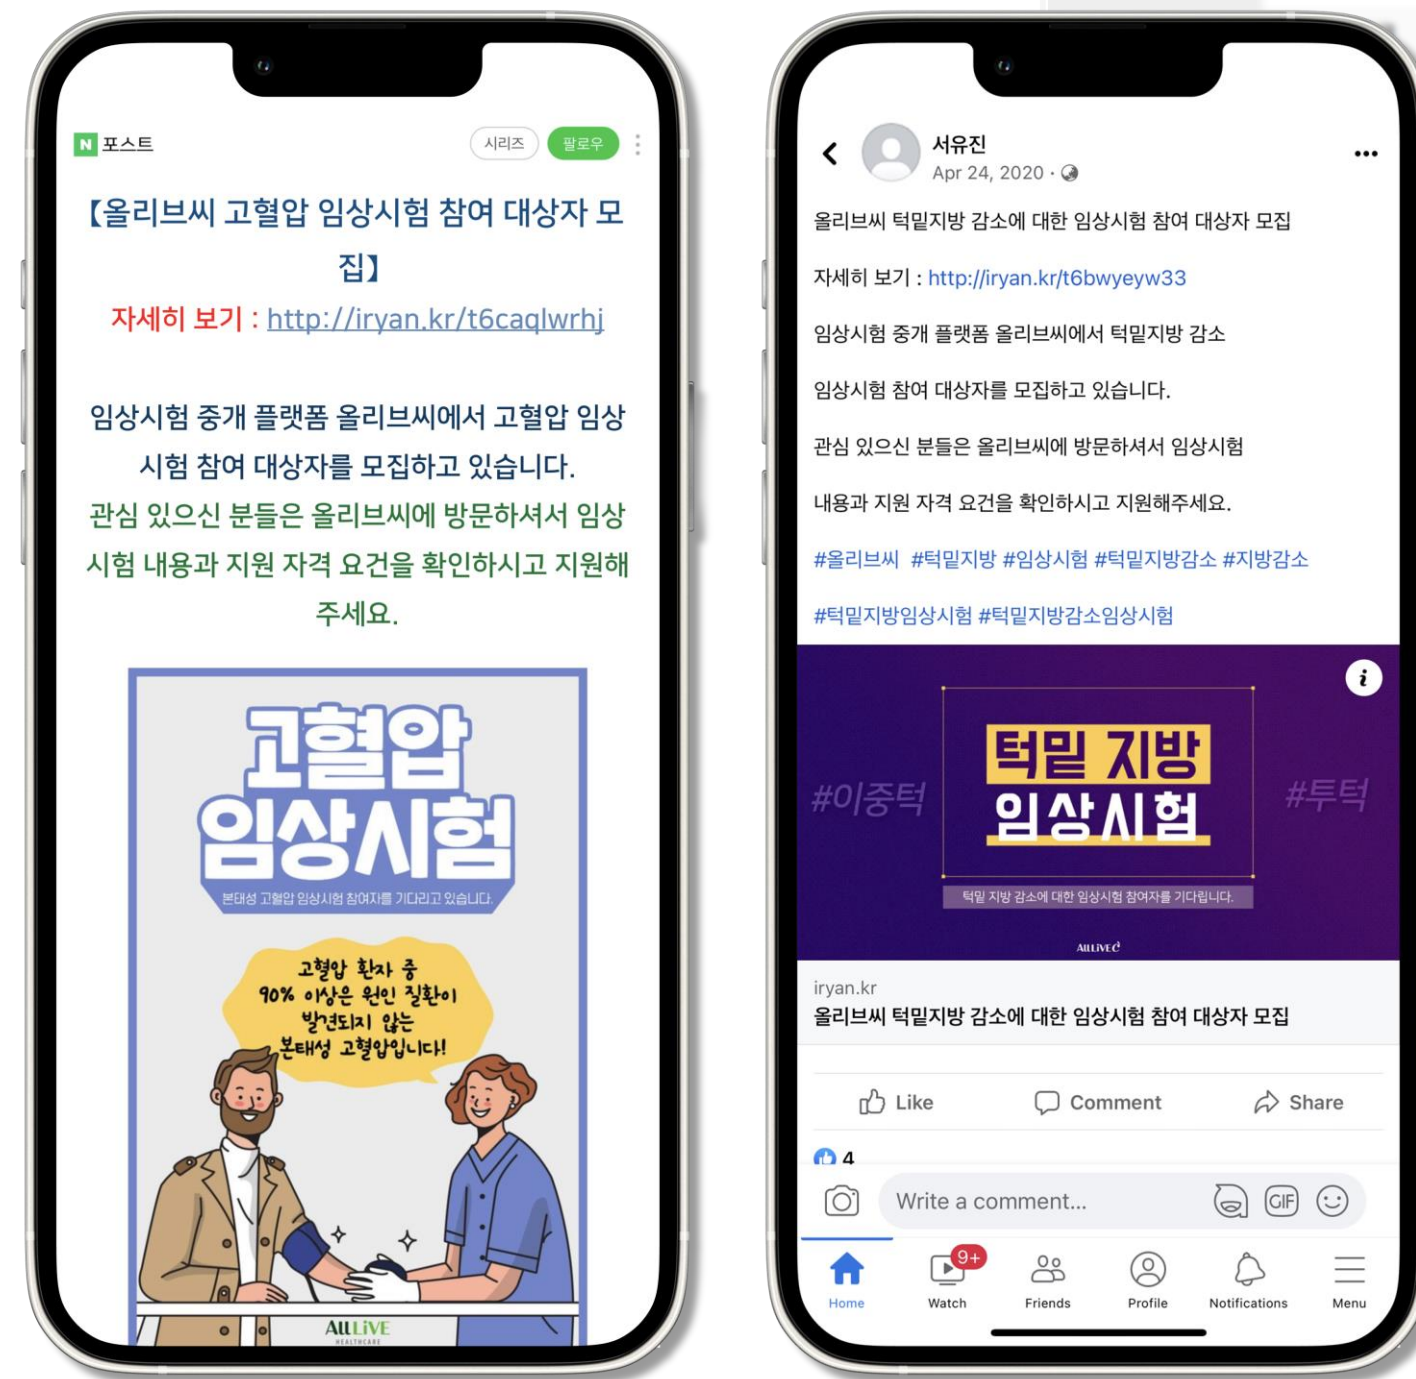 N 포스트
시리즈
팔로우
【올리브씨 고혈압 임상시험 참여 대상자 모
집】
자세히 보기 : http://iryan.kr/t6caqlwrhj
임상시험 중개 플랫폼 올리브씨에서 고혈압 임상
시험 참여 대상자를 모집하고 있습니다.
관심 있으신 분들은 올리브씨에 방문하셔서 임상
시험 내용과 지원 자격 요건을 확인하시고 지원해
주세요.
고혈압
임상시험
본태성 고혈압 임상시험 참여자를 기다리고 있습니다.
고혈압 환자 중
90% 이상은 원인 질환이
발견되지 않는
본태성 고혈압입니다!
ALLLiVE
HEALTHCARE
서유진
Apr 24, 2020
올리브씨 턱밑지방 감소에 대한 임상시험 참여 대상자 모집
자세히 보기 : http://iryan.kr/t6bwyeyw33
임상시험 중개 플랫폼 올리브씨에서 턱밑지방 감소
임상시험 참여 대상자를 모집하고 있습니다.
관심 있으신 분들은 올리브씨에 방문하셔서 임상시험
내용과 지원 자격 요건을 확인하시고 지원해주세요.
#올리브씨 #턱밑지방 #임상시험 #턱밑지방감소 #지방감소
#턱밑지방임상시험 #턱밑지방감소임상시험
i
턱밑 지방
임상시험
#이중턱
#투턱
턱밑 지방 감소에 대한 임상시험 참여자를 기다립니다.
ALLLiVE C
iryan.kr
올리브씨 턱밑지방 감소에 대한 임상시험 참여 대상자 모집
Like
Comment
Share
4
Write a comment...
GIF
9+
Home
Watch
Friends
Profile
Notifications
Menu